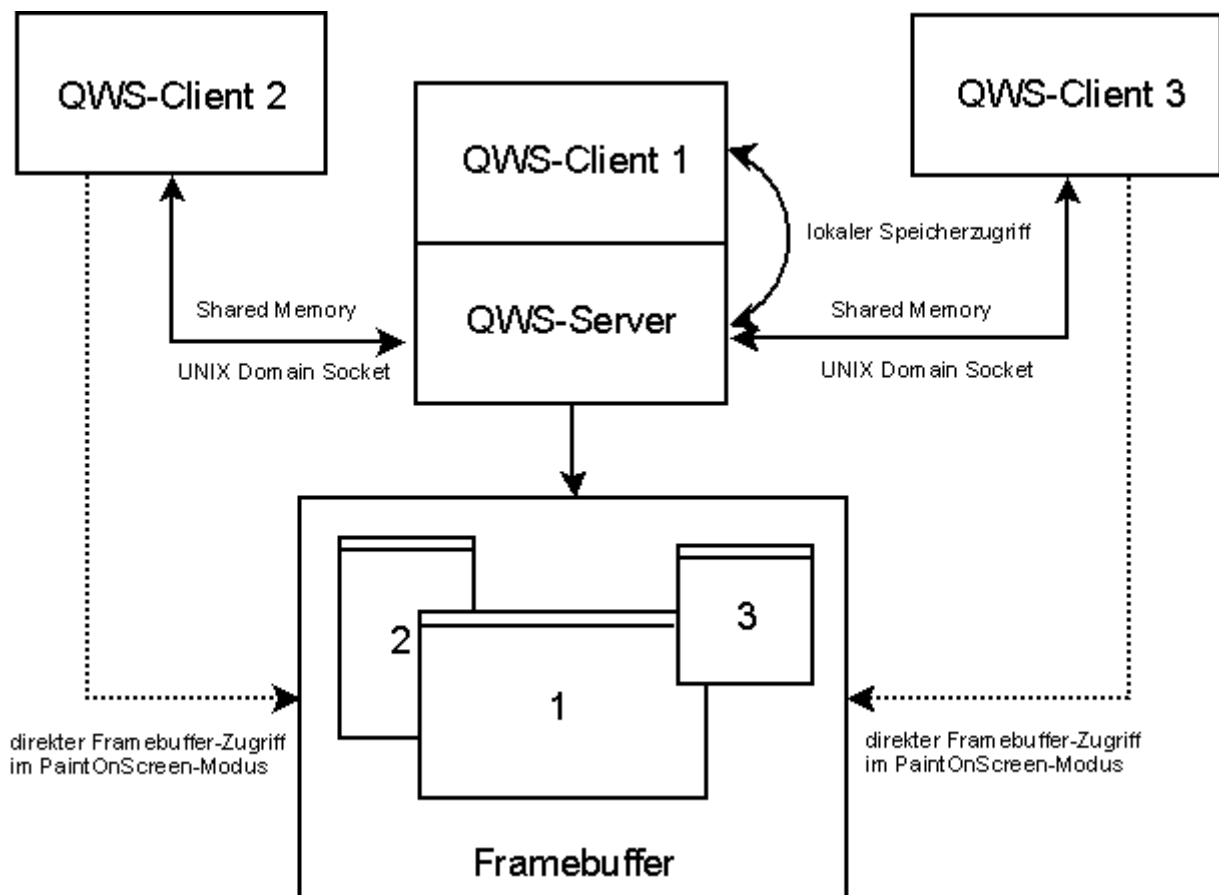 QWS-Client 2
QWS-Client 3
QWS-Client 1
lokaler Speicherzugriff
QWS-Server
Shared Memory
UNIX Domain Socket
Shared Memory
UNIX Domain Socket
2
3
1
direkter Framebuffer-Zugriff
im PaintOnScreen-Modus
direkter Framebuffer-Zugriff
im PaintOnScreen-Modus
Framebuffer